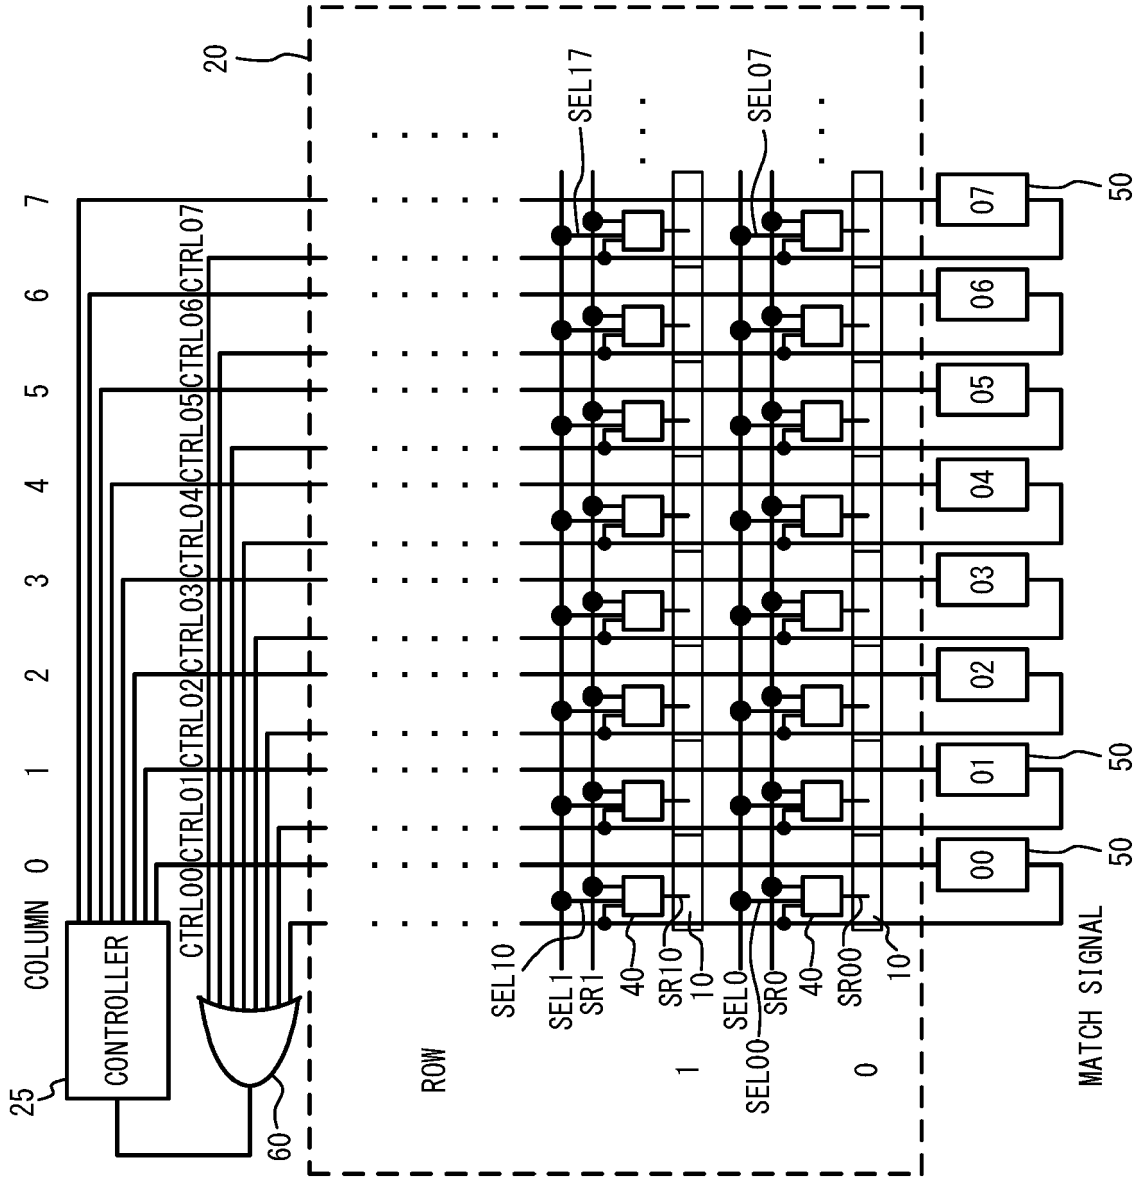 COLUMN 0 1 2 3 4 5 6 7
CONTROLLER
25
CTRL00 CTRL01 CTRL02 CTRL03 CTRL04 CTRL05 CTRL06 CTRL07
60
20
ROW
SEL10
SEL17
SEL1
SR1
40
SR10
10
1
SEL07
SEL0
SR0
SEL00
40
SR00
10
0
00 01 02 03 04 05 06 07
50
50
50
MATCH SIGNAL